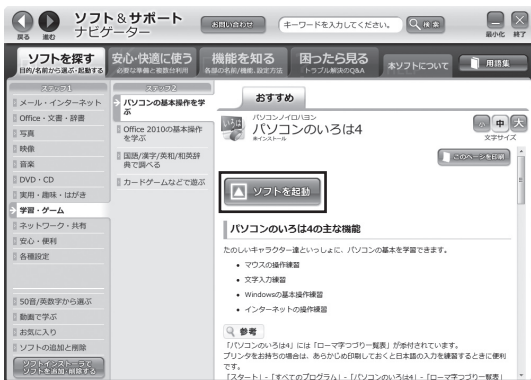 戻る 進む
ソフト&サポート
ナビゲーター
お問い合わせ
キーワードを入力してください。
検索
最小化 終了
ソフトを探す
目的/名前から選ぶ・起動する
安心・快適に使う
必要な準備と複数台利用
機能を知る
各部の名前/機能、設定方法
困ったら見る
トラブル解決のQ&A
本ソフトについて
用語集
ステップ1
メール・インターネット
Office・文書・辞書
写真
映像
音楽
DVD・CD
実用・趣味・はがき
学習・ゲーム
ネットワーク・共有
安心・便利
各種設定
50音/英数字から選ぶ
動画で学ぶ
お気に入り
ソフトの追加と削除
ソフトインストーラで
ソフトを追加・削除する
ステップ2
パソコンの基本操作を学
ぶ
Office 2010の基本操作
を学ぶ
国語/漢字/英和/和英辞
典で調べる
カードゲームなどで遊ぶ
おすすめ
いろは
パソコンノイロハヨン
パソコンのいろは4
*インストール
小 中 大
文字サイズ
このページを印刷
ソフトを起動
パソコンのいろは4の主な機能
たのしいキャラクター達といっしょに、パソコンの基本を学習できます。
• マウスの操作練習
• 文字入力練習
• Windowsの基本操作練習
• インターネットの操作練習
参考
「パソコンのいろは4」には「ローマ字つづり一覧表」が添付されています。
プリンタをお持ちの場合は、あらかじめ印刷しておくと日本語の入力を練習するときに便利
です。
「スタート」-「すべてのプログラム」-「パソコンのいろは4」-「ローマ字つづり一覧表」